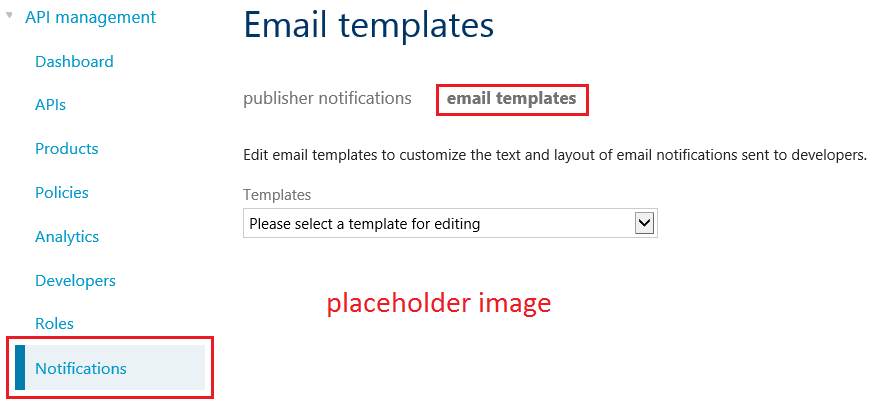 API management
Dashboard
APIs
Products
Policies
Analytics
Developers
Roles
Notifications
Email templates
publisher notifications email templates
Edit email templates to customize the text and layout of email notifications sent to developers.
Templates
Please select a template for editing
placeholder image